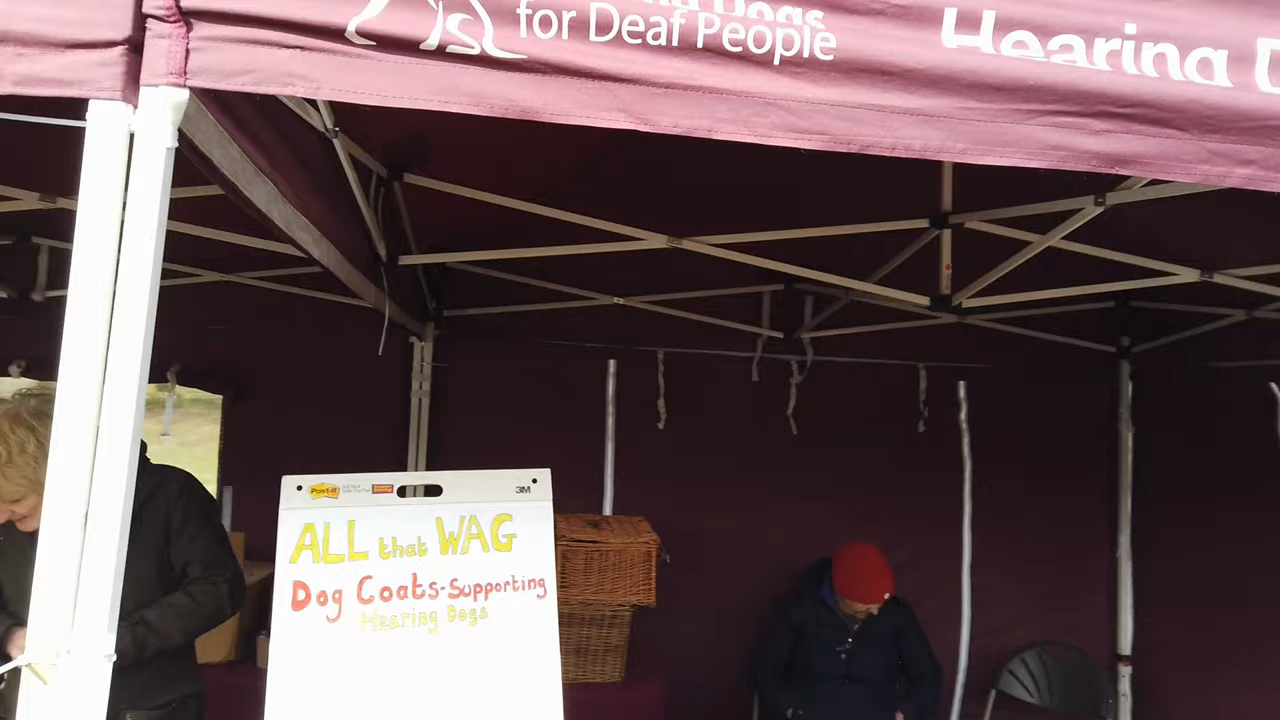 for Deaf People
Hearing
Post-it
3M
ALL that WAG
Dog Coats-Supporting
Hearing Dogs